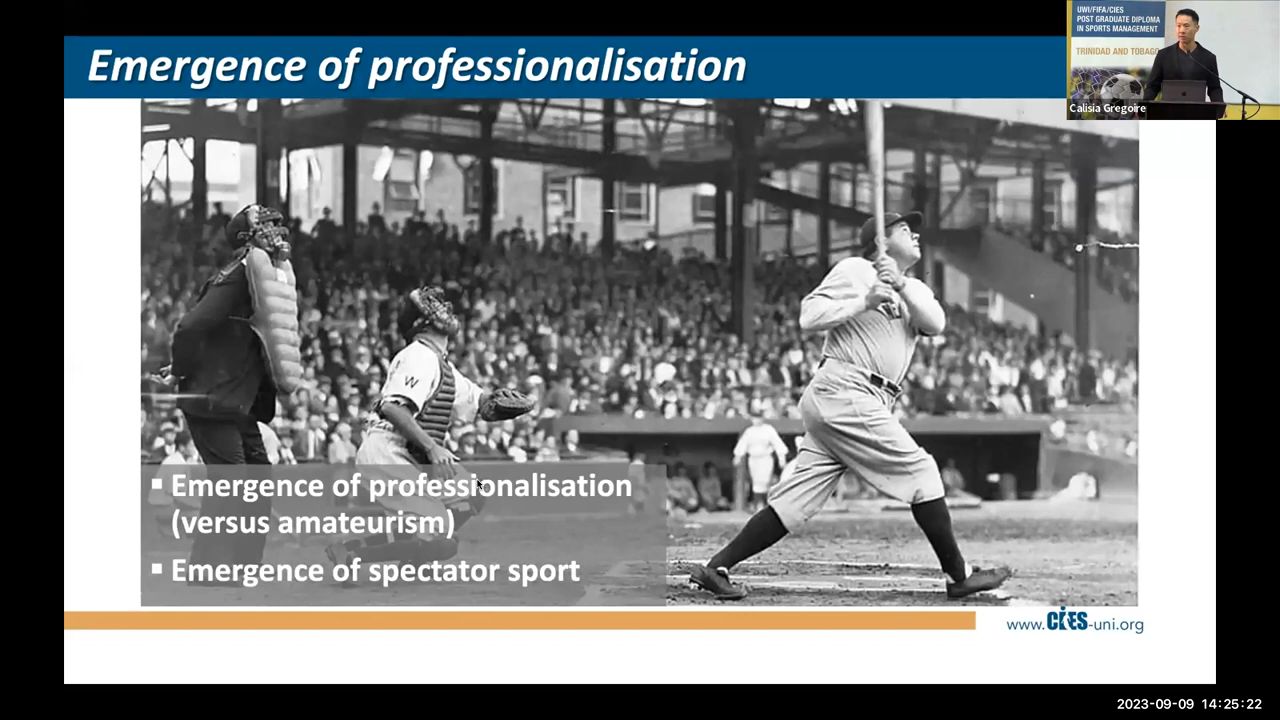 Emergence of professionalisation
UWI/FIFA/CIES
POST GRADUATE DIPLOMA
IN SPORTS MANAGEMENT
TRINIDAD AND TOBAGO
Calisia Gregoire
W
▪ Emergence of professionalisation
(versus amateurism)
▪ Emergence of spectator sport
www.CIES-uni.org
2023-09-09 14:25:22